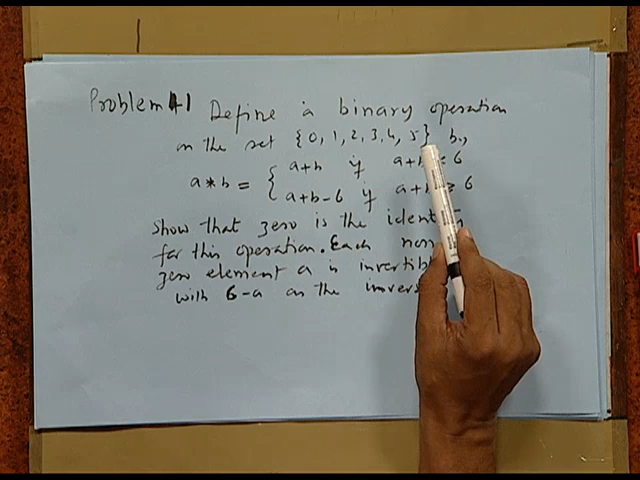 Problem 11 Define a binary operation
on the set {0, 1, 2, 3, 4, 5} by
a * b = { a+b if a+b < 6
a+b-6 if a+b ≥ 6
Show that zero is the identity
for this operation. Each non
zero element a is invertible
with 6-a as the inverse